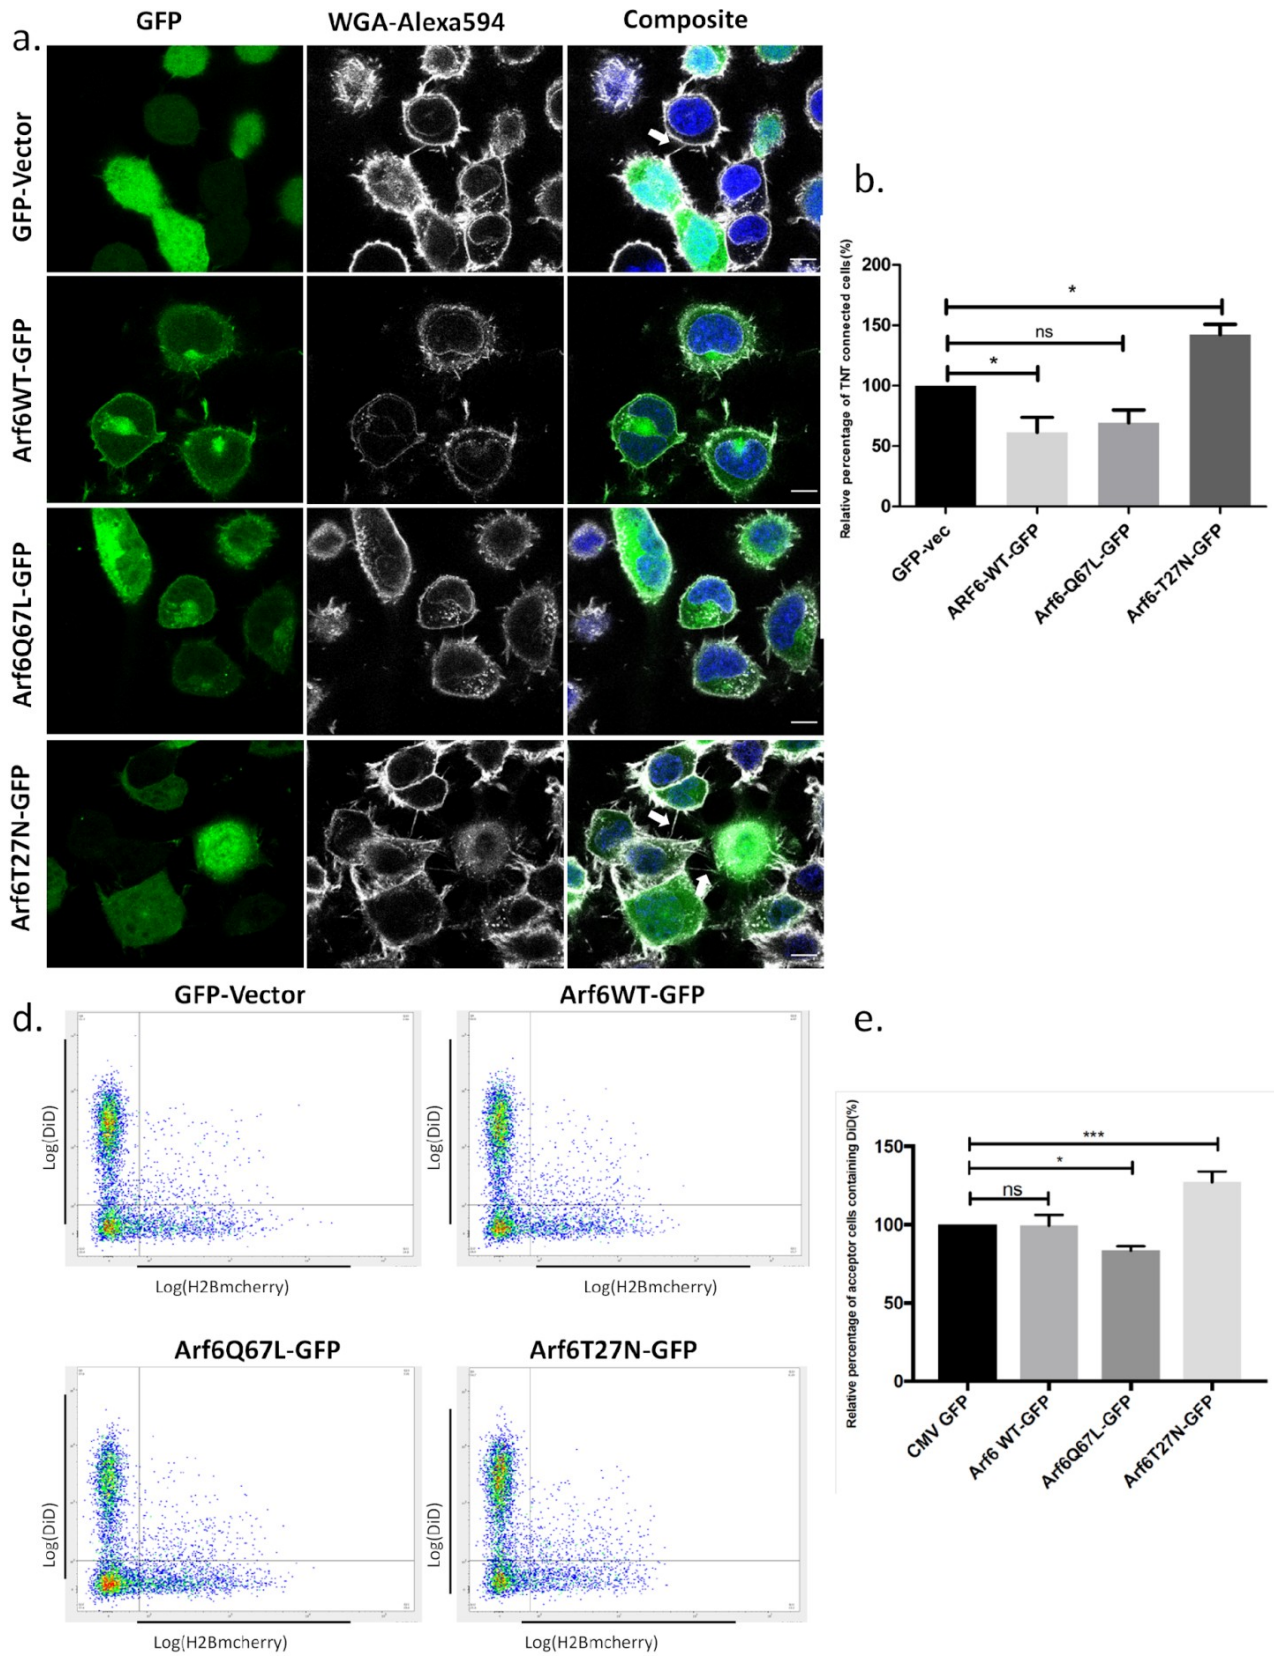 a.
GFP
WGA-Alexa594
Composite
GFP-Vector
Arf6WT-GFP
Arf6Q67L-GFP
Arf6T27N-GFP
b.
Relative percentage of TNT connected cells(%)
200
150
100
50
0
*
ns
*
GFP-vec
ARF6-WT-GFP
Arf6-Q67L-GFP
Arf6-T27N-GFP
d.
GFP-Vector
Arf6WT-GFP
Log(DiD)
Log(DiD)
Log(H2Bmcherry)
Log(H2Bmcherry)
Arf6Q67L-GFP
Arf6T27N-GFP
Log(DiD)
Log(DiD)
Log(H2Bmcherry)
Log(H2Bmcherry)
e.
Relative percentage of acceptor cells containing DiD(%)
150
100
50
0
***
*
ns
CMV GFP
Arf6 WT-GFP
Arf6Q67L-GFP
Arf6T27N-GFP